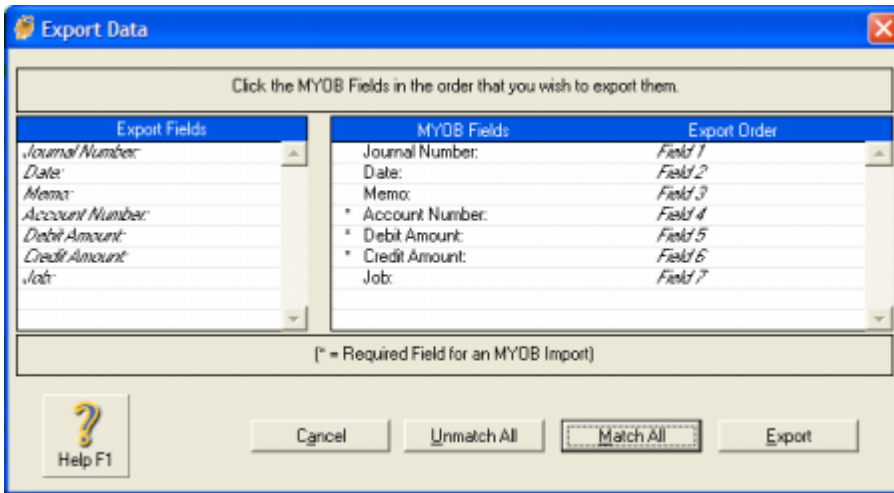 Export Data
Click the MYOB Fields in the order that you wish to export them.
Export Fields
Journal Number:
Date:
Memo:
Account Number:
Debit Amount:
Credit Amount:
Job:
MYOB Fields Export Order
Journal Number: Field 1
Date: Field 2
Memo: Field 3
* Account Number: Field 4
* Debit Amount: Field 5
* Credit Amount: Field 6
Job: Field 7
(* = Required Field for an MYOB Import)
Help F1
Cancel Unmatch All Match All Export